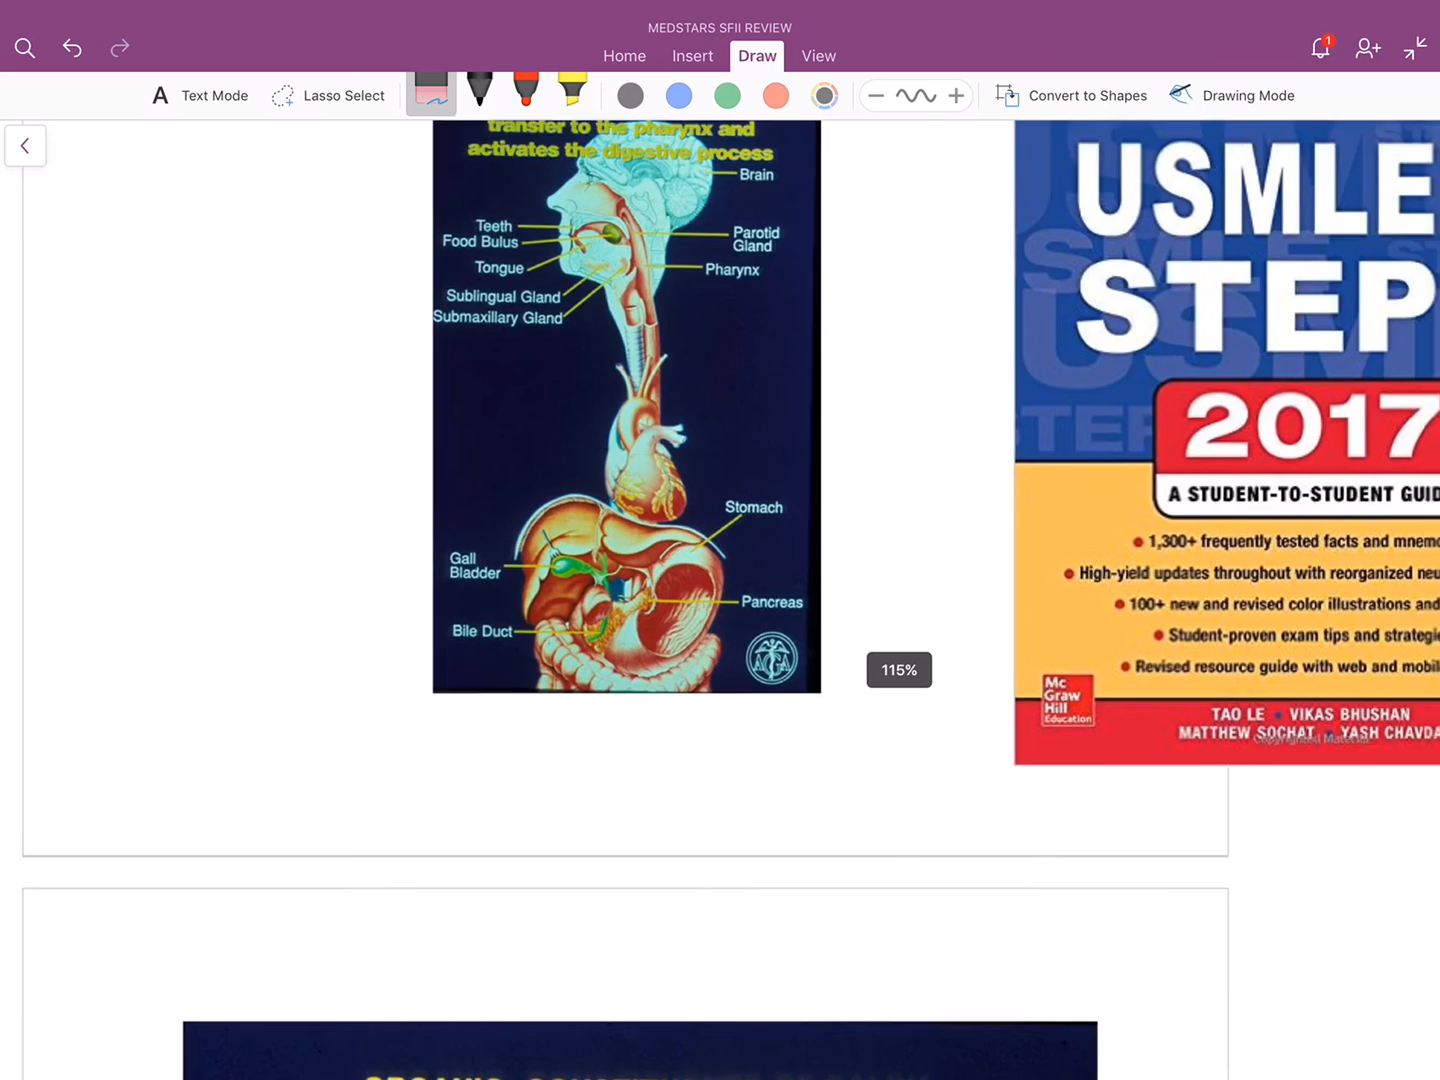 MEDSTARS SFII REVIEW
Home Insert Draw View
1
A Text Mode Lasso Select Convert to Shapes Drawing Mode
transfer to the pharynx and
activates the digestive process
Brain
Teeth
Food Bulus
Tongue
Sublingual Gland
Submaxillary Gland
Parotid
Gland
Pharynx
Stomach
Gall
Bladder
Pancreas
Bile Duct
AGA
115%
USMLE
STEP
2017
A STUDENT-TO-STUDENT GUID
1,300+ frequently tested facts and mnemo
High-yield updates throughout with reorganized neu
100+ new and revised color illustrations and
Student-proven exam tips and strategie
Revised resource guide with web and mobil
Mc
Graw
Hill
Education
TAO LE • VIKAS BHUSHAN
MATTHEW SOCHAT • YASH CHAVDA
Copyrighted Material